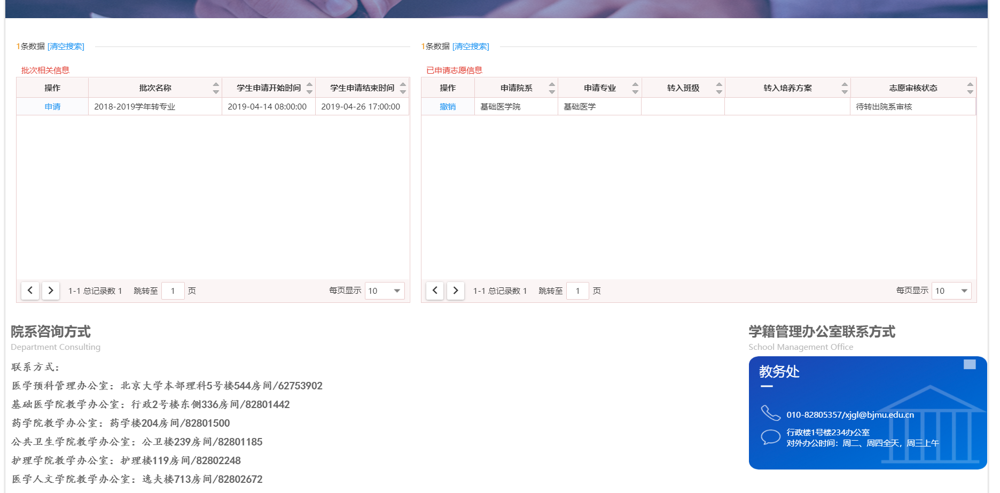 1条数据 [清空搜索]
批次相关信息
操作 批次名称 学生申请开始时间 学生申请结束时间
申请 2018-2019学年转专业 2019-04-14 08:00:00 2019-04-26 17:00:00
1-1 总记录数 1 跳转至 1 页 每页显示 10
1条数据 [清空搜索]
已申请志愿信息
操作 申请院系 申请专业 转入班级 转入培养方案 志愿审核状态
撤销 基础医学院 基础医学 待转出院系审核
1-1 总记录数 1 跳转至 1 页 每页显示 10
院系咨询方式
Department Consulting
联系方式：
医学预科管理办公室：北京大学本部理科5号楼544房间/62753902
基础医学院教学办公室：行政2号楼东侧336房间/82801442
药学院教学办公室：药学楼204房间/82801500
公共卫生学院教学办公室：公卫楼239房间/82801185
护理学院教学办公室：护理楼119房间/82802248
医学人文学院教学办公室：逸夫楼713房间/82802672
学籍管理办公室联系方式
School Management Office
教务处
010-82805357/xjgl@bjmu.edu.cn
行政楼1号楼234办公室
对外办公时间：周二、周四全天，周三上午